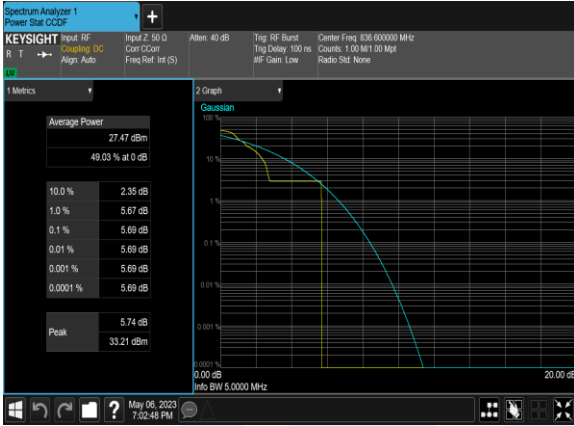 Spectrum Analyzer 1
Power Stat CCDF
+
KEYSIGHT
R T
LXI
Input: RF
Coupling: DC
Align: Auto
Input Z: 50 Ω
Corr CCorr
Freq Ref: Int (S)
Atten: 40 dB
Trig: RF Burst
Trig Delay: 100 ns
#IF Gain: Low
Center Freq: 836.600000 MHz
Counts: 1.00 M/1.00 Mpt
Radio Std: None
1 Metrics
Average Power
27.47 dBm
49.03 % at 0 dB
10.0 % 2.35 dB
1.0 % 5.67 dB
0.1 % 5.69 dB
0.01 % 5.69 dB
0.001 % 5.69 dB
0.0001 % 5.69 dB
Peak
5.74 dB
33.21 dBm
2 Graph
Gaussian
100 %
10 %
1 %
0.1 %
0.01 %
0.001 %
0.0001 %
0.00 dB 20.00 dB
Info BW 5.0000 MHz
?
May 06, 2023
7:02:48 PM